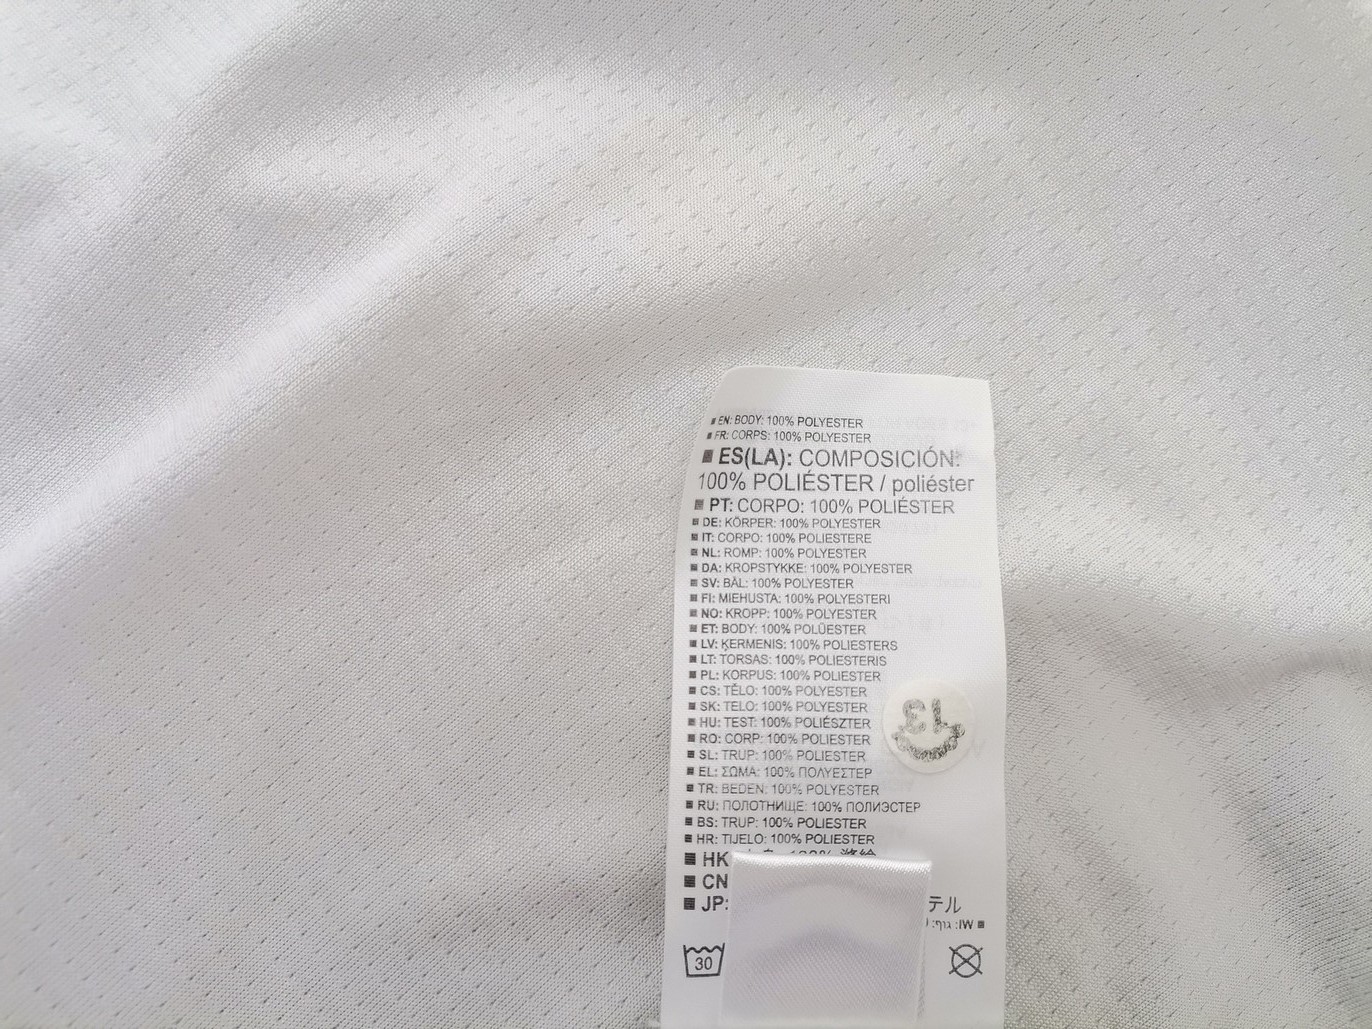 EN: BODY: 100% POLYESTER
FR: CORPS: 100% POLYESTER
ES(LA): COMPOSICIÓN:
100% POLIÉSTER / poliéster
PT: CORPO: 100% POLIÉSTER
DE: KÖRPER: 100% POLYESTER
IT: CORPO: 100% POLIESTERE
NL: ROMP: 100% POLYESTER
DA: KROPSTYKKE: 100% POLYESTER
SV: BÅL: 100% POLYESTER
FI: MIEHUSTA: 100% POLYESTERI
NO: KROPP: 100% POLYESTER
ET: BODY: 100% POLÜESTER
LV: ĶERMENIS: 100% POLIESTERS
LT: TORSAS: 100% POLIESTERIS
PL: KORPUS: 100% POLYESTER
CS: TĚLO: 100% POLYESTER
SK: TELO: 100% POLYESTER
HU: TEST: 100% POLIÉSZTER
RO: CORP: 100% POLIESTER
SL: TRUP: 100% POLIESTER
EL: ΣΩΜΑ: 100% ΠΟΛΥΕΣΤΕΡ
TR: BEDEN: 100% POLYESTER
RU: ПОЛОТНИЩЕ: 100% ПОЛИЭСТЕР
BS: TRUP: 100% POLIESTER
HR: TIJELO: 100% POLIESTER
HK
CN
JP: テル
IW: גוף:
30
13